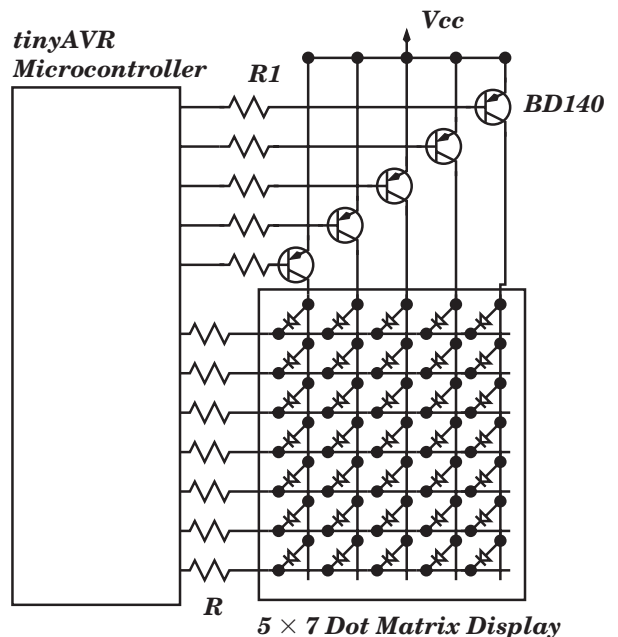 Vcc
tinyAVR
Microcontroller
R1
BD140
R
5 × 7 Dot Matrix Display